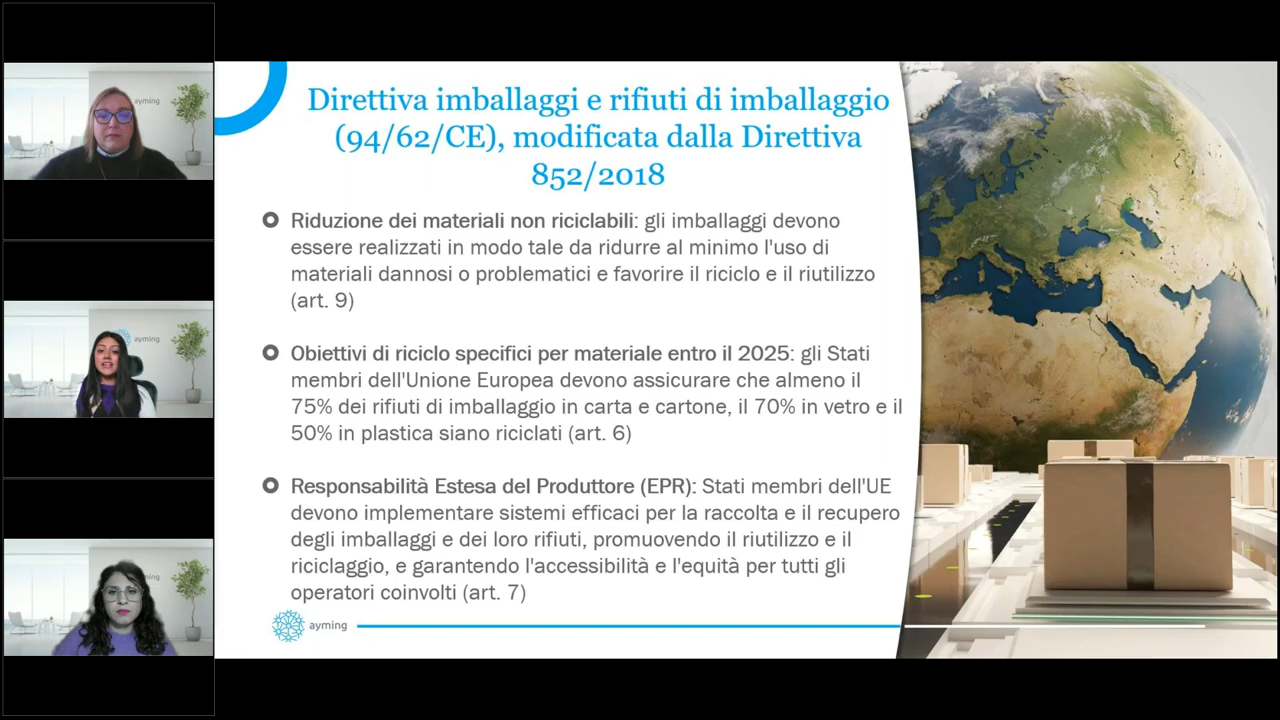 Direttiva imballaggi e rifiuti di imballaggio
(94/62/CE), modificata dalla Direttiva
852/2018
Riduzione dei materiali non riciclabili: gli imballaggi devono
essere realizzati in modo tale da ridurre al minimo l'uso di
materiali dannosi o problematici e favorire il riciclo e il riutilizzo
(art. 9)
Obiettivi di riciclo specifici per materiale entro il 2025: gli Stati
membri dell'Unione Europea devono assicurare che almeno il
75% dei rifiuti di imballaggio in carta e cartone, il 70% in vetro e il
50% in plastica siano riciclati (art. 6)
Responsabilità Estesa del Produttore (EPR): Stati membri dell'UE
devono implementare sistemi efficaci per la raccolta e il recupero
degli imballaggi e dei loro rifiuti, promuovendo il riutilizzo e il
riciclaggio, e garantendo l'accessibilità e l'equità per tutti gli
operatori coinvolti (art. 7)
ayming
ayming
ayming
ayming